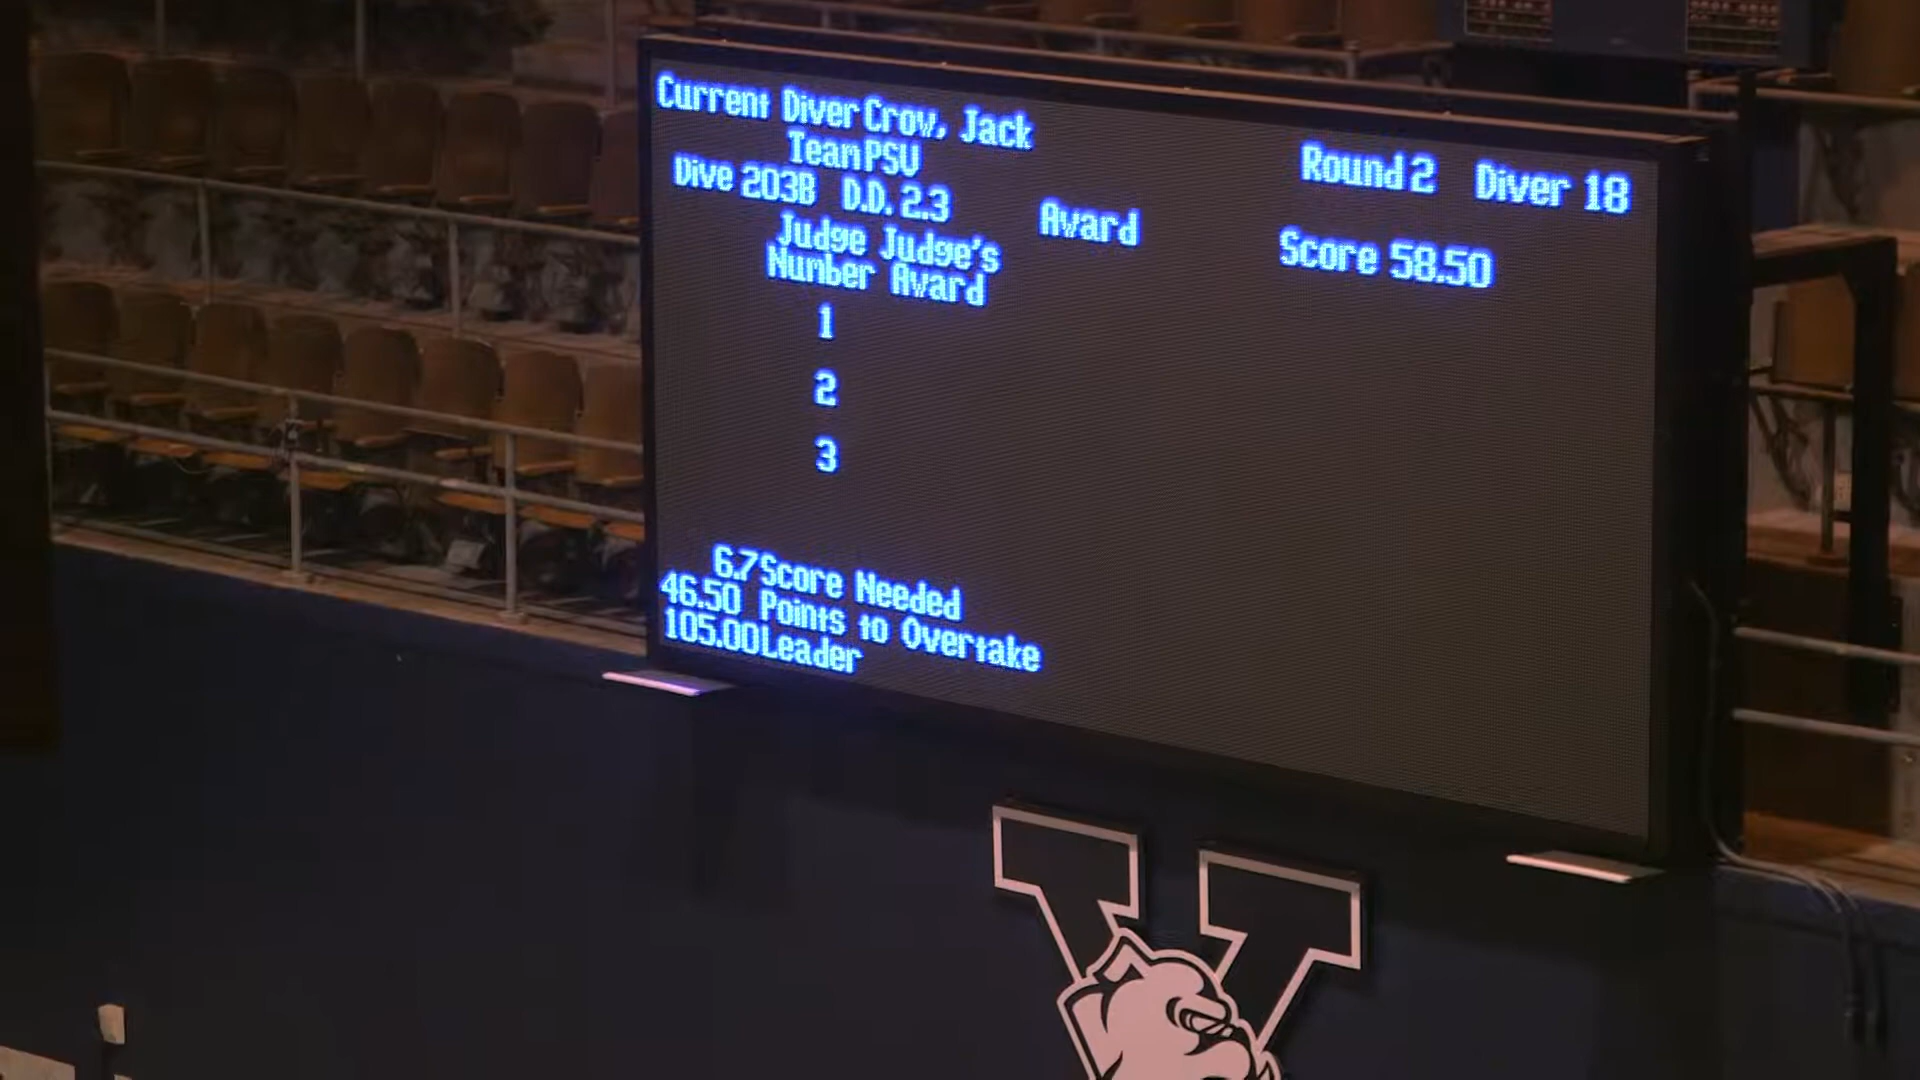 Current Diver Crow, Jack
Team PSU
Round 2 Diver 18
Dive 203B D.D. 2.3
Award
Score 58.50
Judge Judge's
Number Award
1
2
3
6.7 Score Needed
46.50 Points to Overtake
105.00 Leader
Y